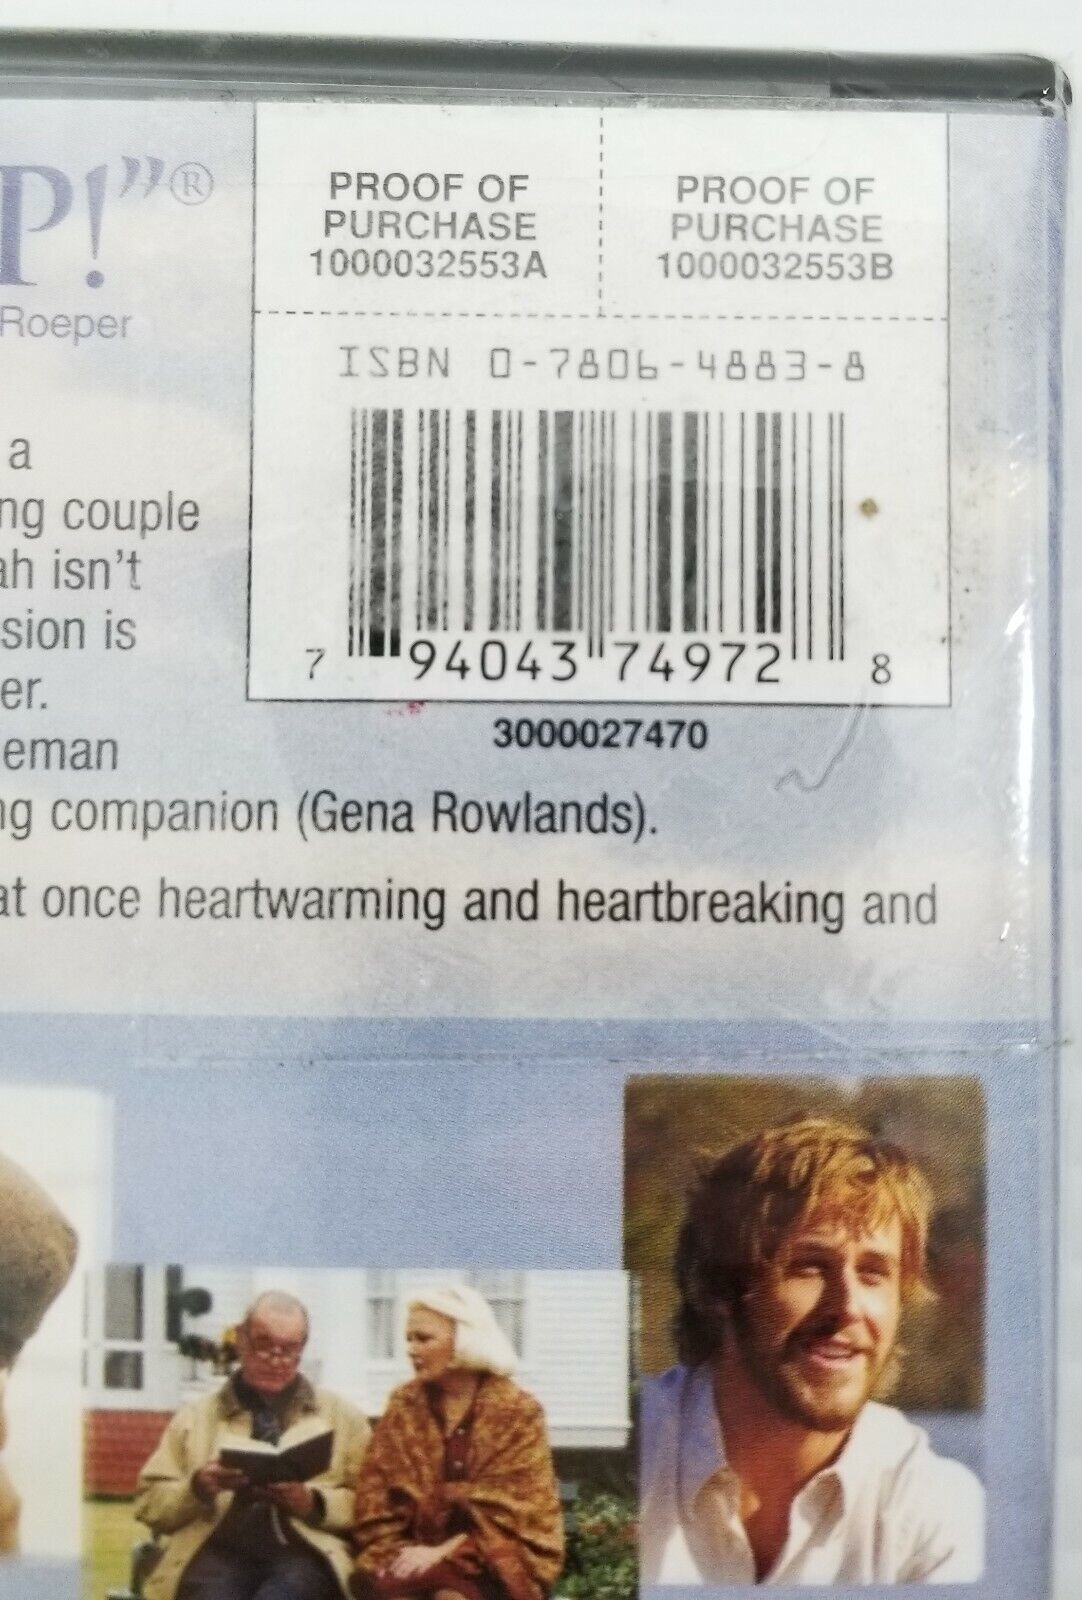 P!”®
Roeper
PROOF OF
PURCHASE
1000032553A
PROOF OF
PURCHASE
1000032553B
ISBN 0-7806-4883-8
7 94043 74972 8
3000027470
a
ng couple
ah isn't
sion is
er.
eman
ng companion (Gena Rowlands).
at once heartwarming and heartbreaking and